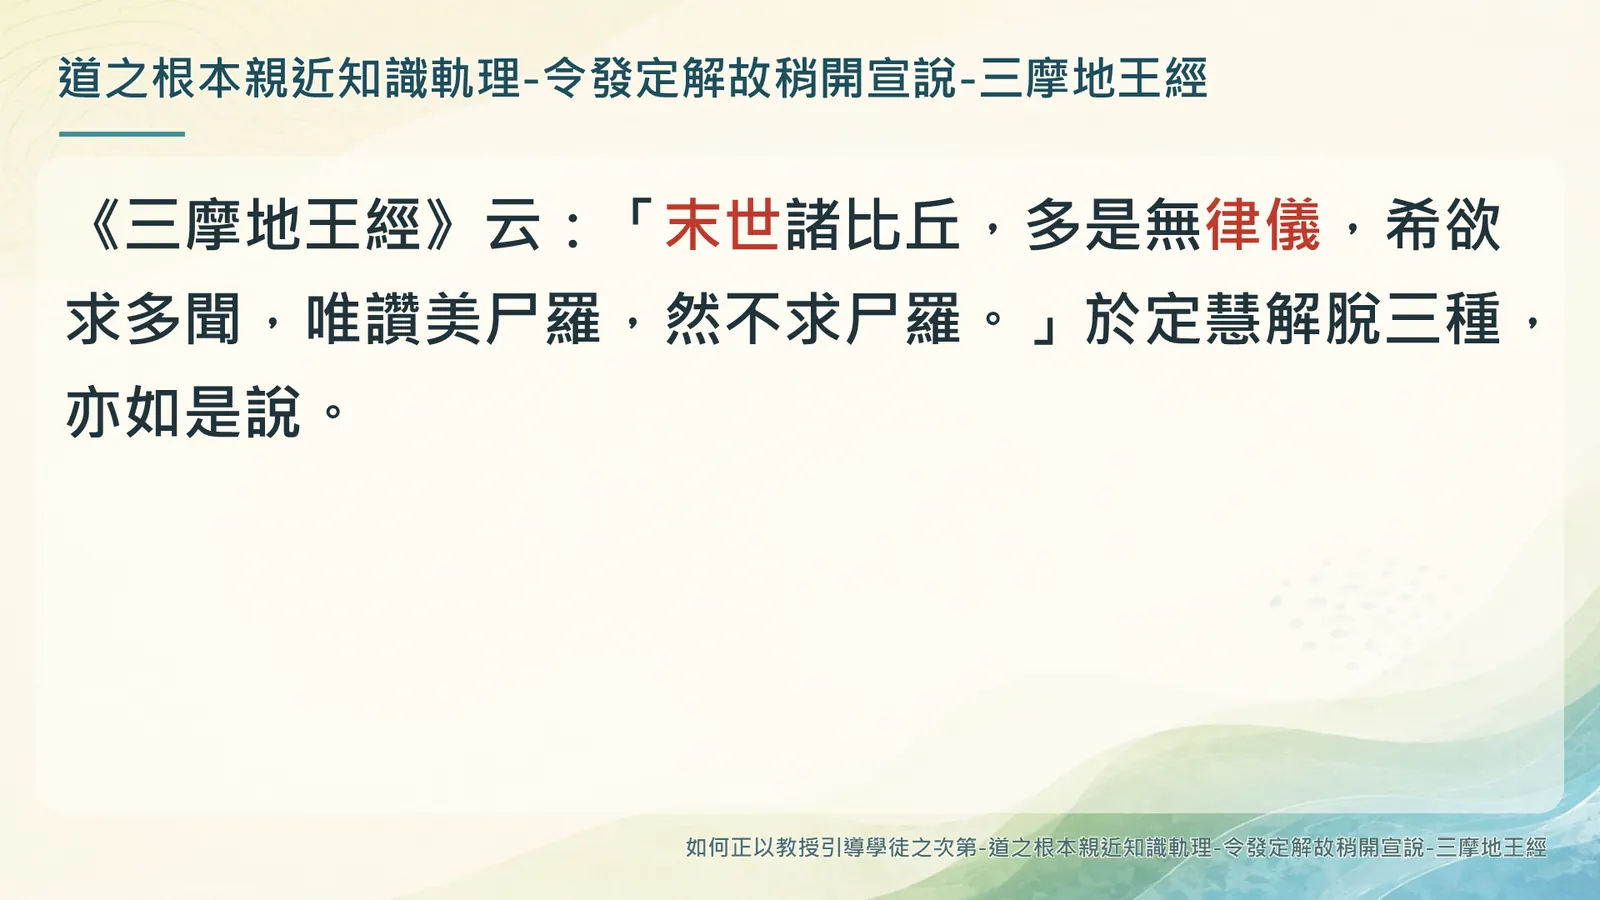 道之根本親近知識軌理-令發定解故稍開宣說-三摩地王經
《三摩地王經》云：「末世諸比丘，多是無律儀，希欲
求多聞，唯讚美尸羅，然不求尸羅。」於定慧解脫三種，
亦如是說。
如何正以教授引導學徒之次第-道之根本親近知識軌理-令發定解故稍開宣說-三摩地王經